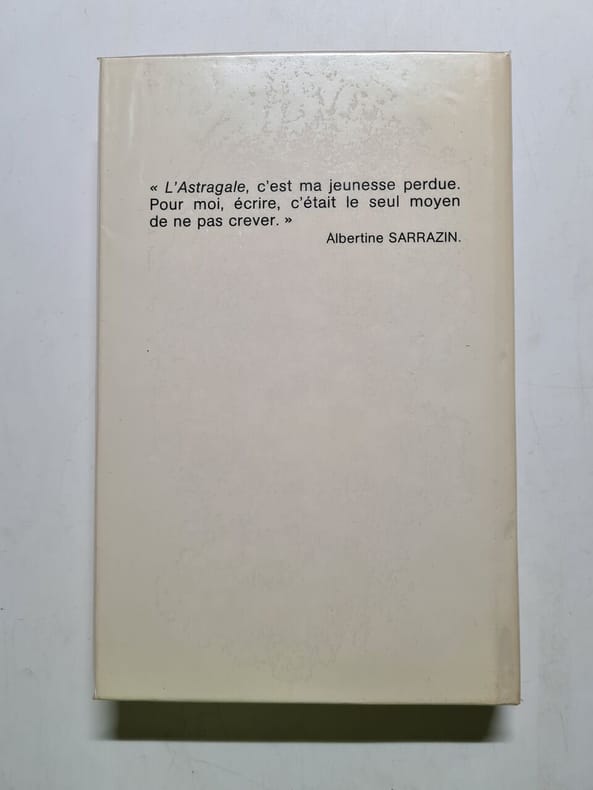 « L'Astragale, c'est ma jeunesse perdue.
Pour moi, écrire, c'était le seul moyen
de ne pas crever. »
Albertine SARRAZIN.